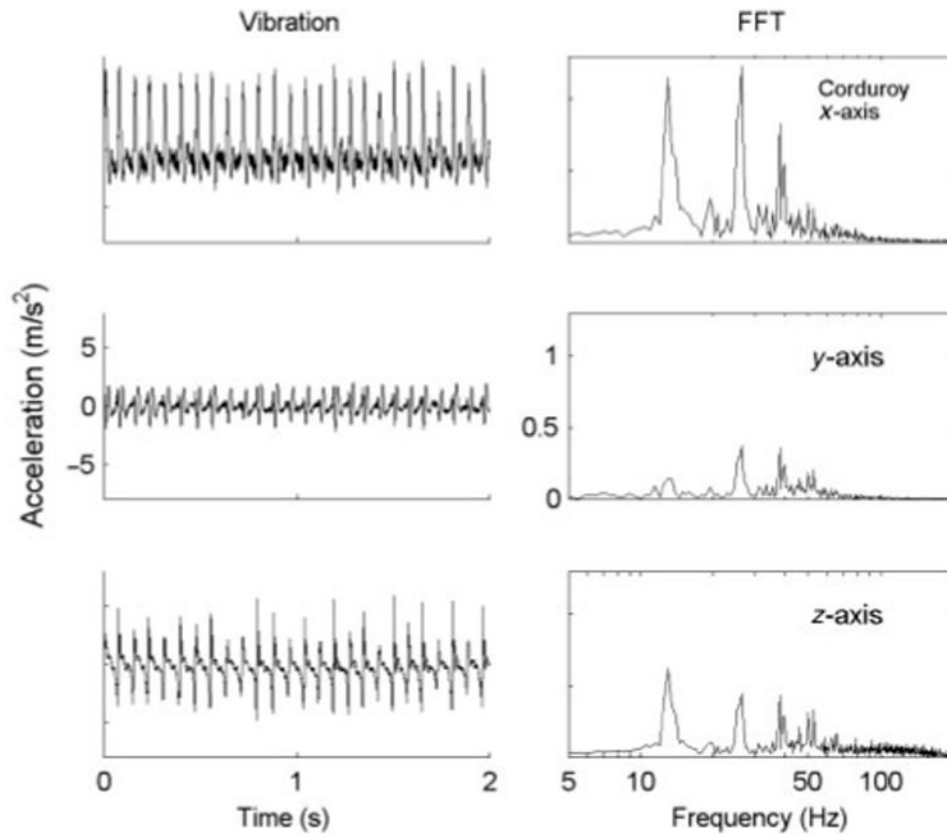 Vibration
FFT
Corduroy
x-axis
Acceleration (m/s²)
5
0
−5
1
0.5
0
y-axis
z-axis
0
1
2
5
10
50
100
Time (s)
Frequency (Hz)